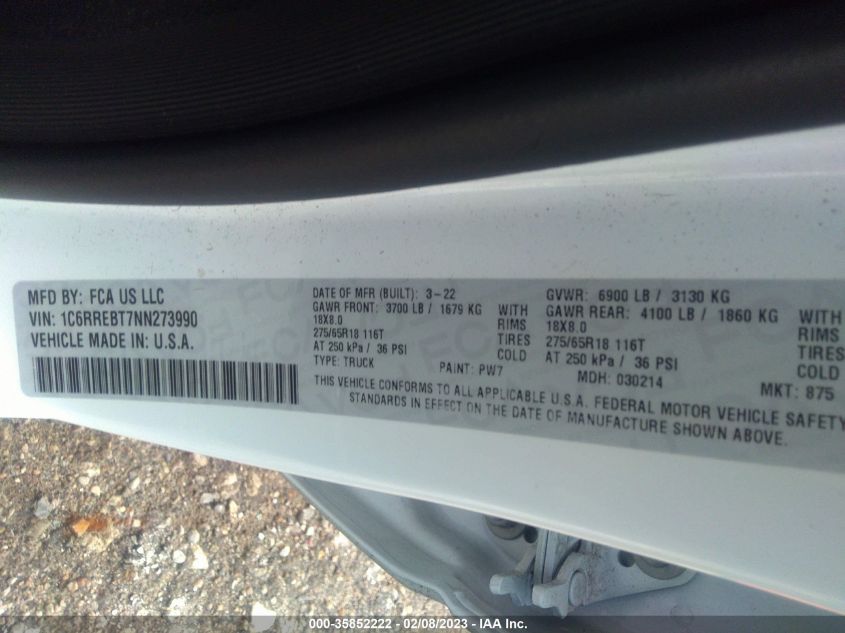 MFD BY: FCA US LLC
VIN: 1C6RREBT7NN273990
VEHICLE MADE IN: U.S.A.
DATE OF MFR (BUILT): 3-22
GAWR FRONT: 3700 LB / 1679 KG WITH
18X8.0 RIMS
275/65R18 116T TIRES
AT 250 kPa / 36 PSI COLD
TYPE: TRUCK PAINT: PW7
GVWR: 6900 LB / 3130 KG
GAWR REAR: 4100 LB / 1860 KG WITH
18X8.0 RIMS
275/65R18 116T TIRES
AT 250 kPa / 36 PSI COLD
MDH: 030214 MKT: 875
THIS VEHICLE CONFORMS TO ALL APPLICABLE U.S.A. FEDERAL MOTOR VEHICLE SAFETY
STANDARDS IN EFFECT ON THE DATE OF MANUFACTURE SHOWN ABOVE.
000-35852222 - 02/08/2023 - IAA Inc.